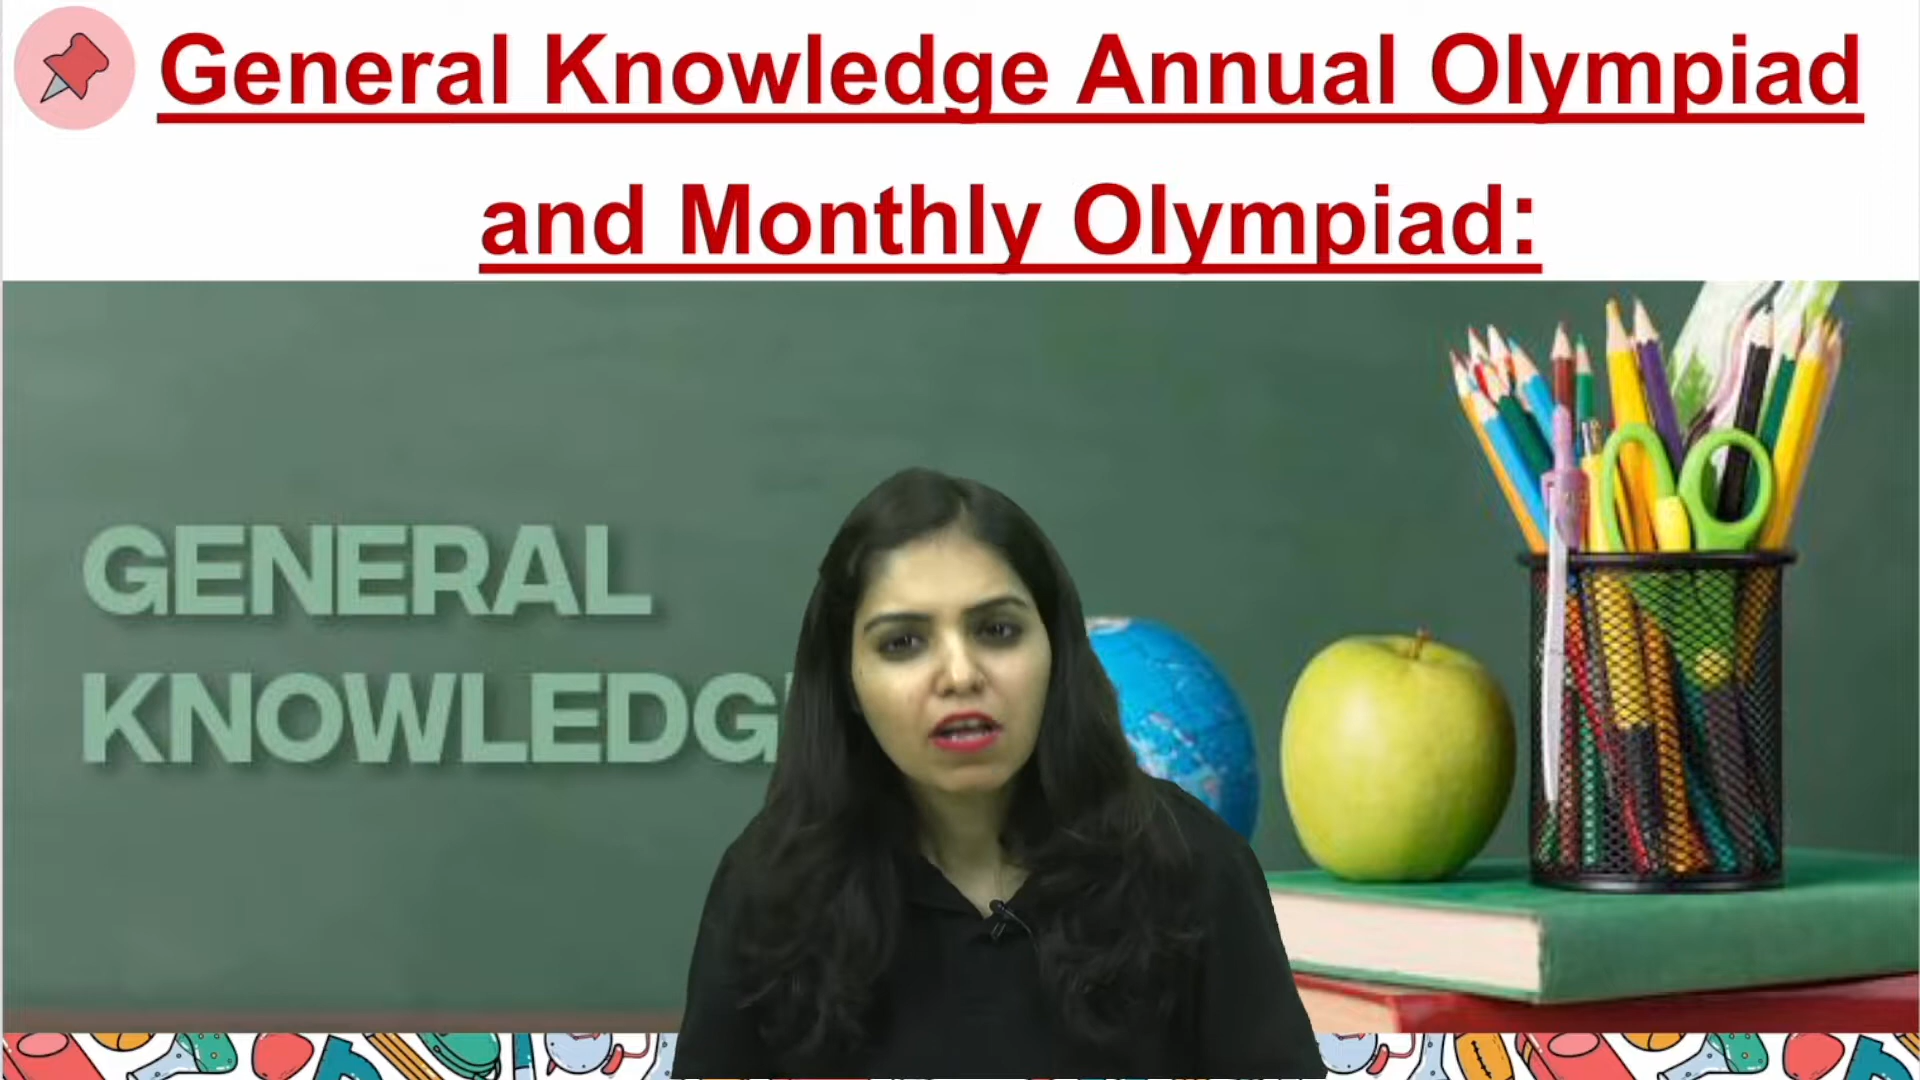 General Knowledge Annual Olympiad
and Monthly Olympiad:
GENERAL
KNOWLEDG